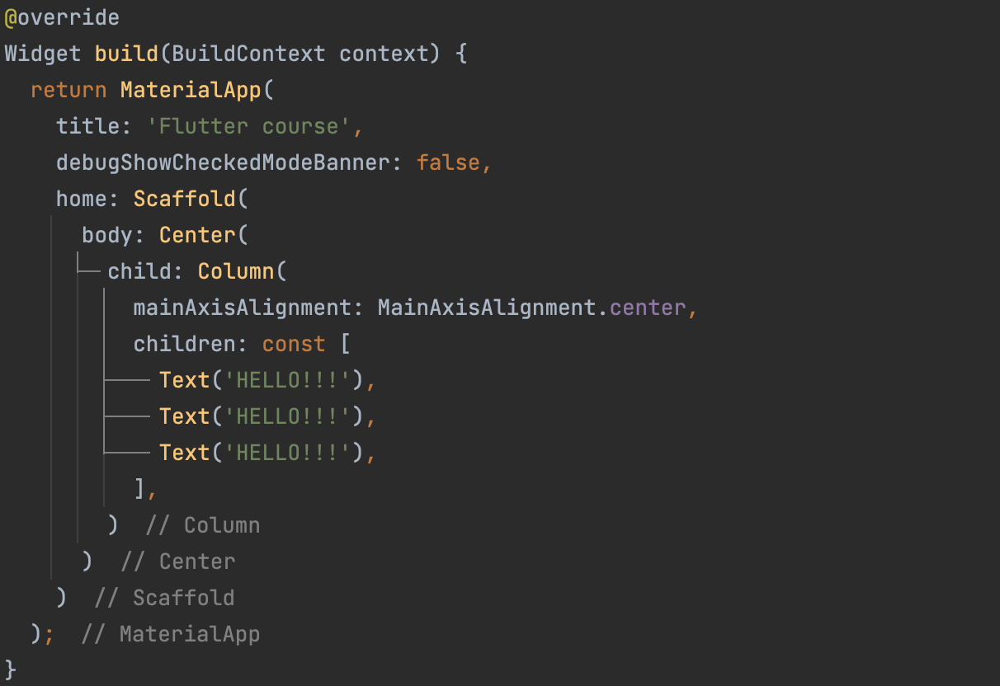 @override
Widget build(BuildContext context) {
  return MaterialApp(
    title: 'Flutter course',
    debugShowCheckedModeBanner: false,
    home: Scaffold(
      body: Center(
        child: Column(
          mainAxisAlignment: MainAxisAlignment.center,
          children: const [
            Text('HELLO!!!'),
            Text('HELLO!!!'),
            Text('HELLO!!!'),
          ],
        )  // Column
      )  // Center
    )  // Scaffold
  );  // MaterialApp
}